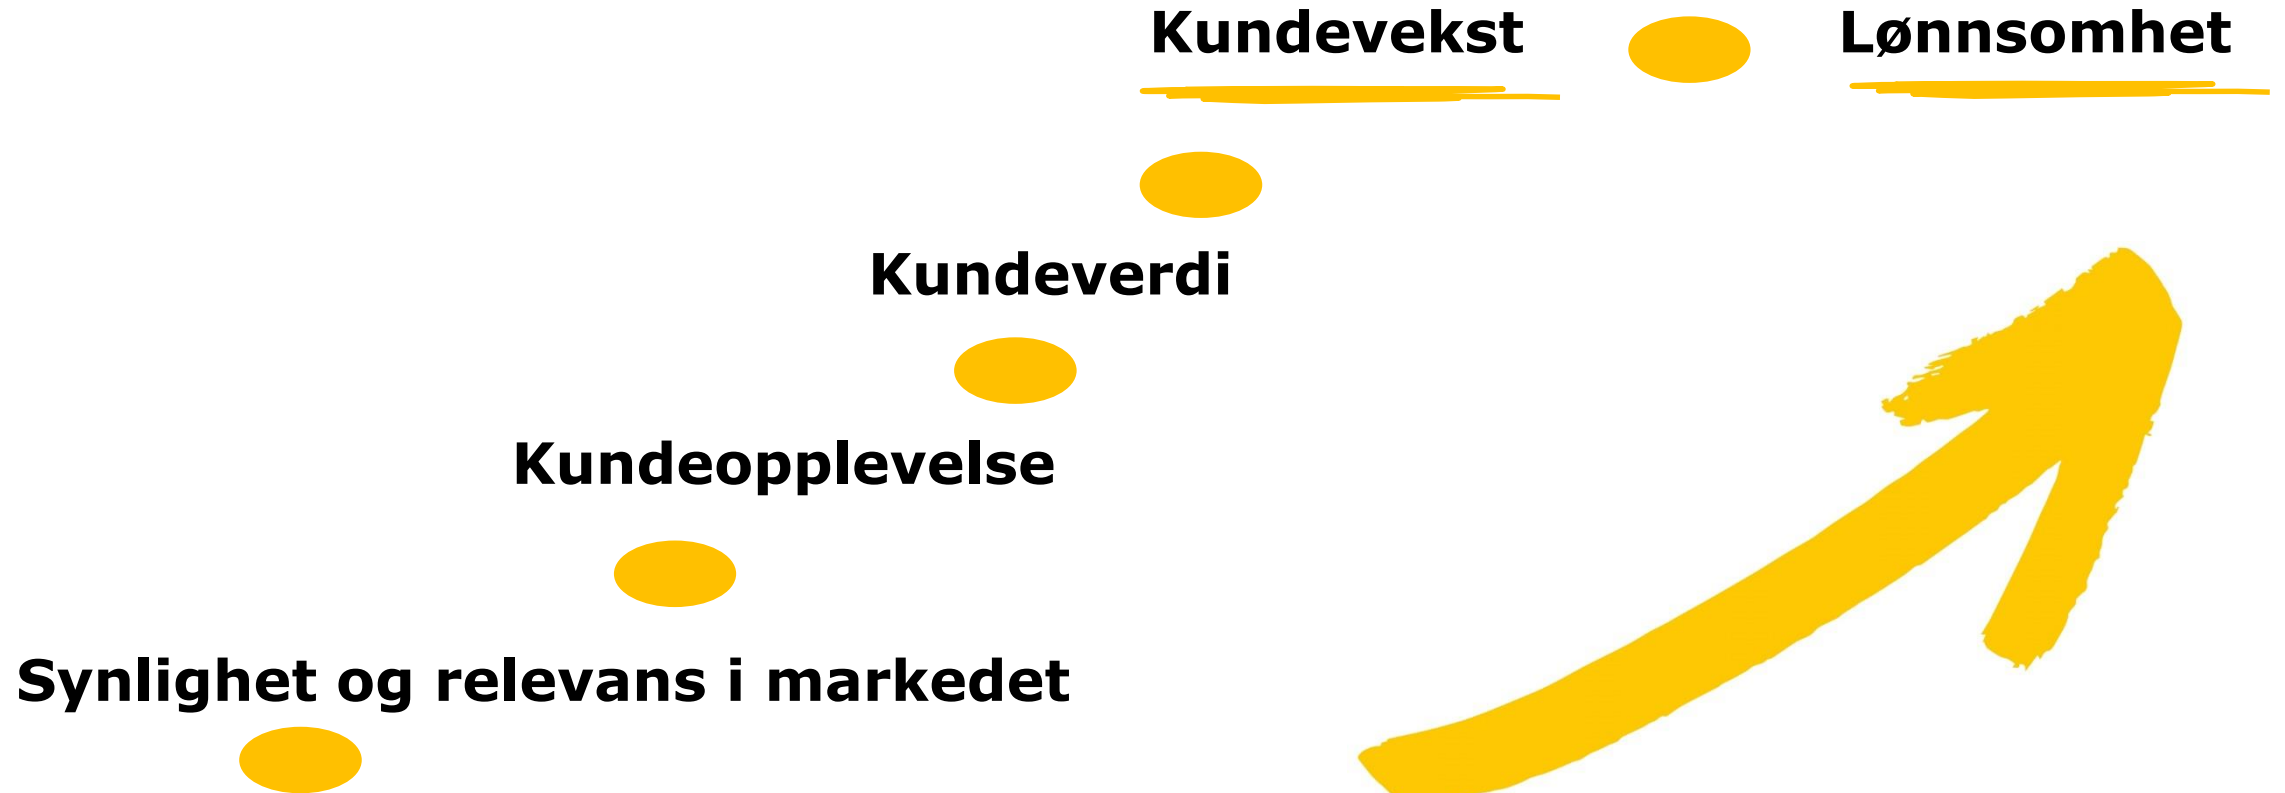 Kundevekst Lønnsomhet
Kundeverdi
Kundeopplevelse
Synlighet og relevans i markedet